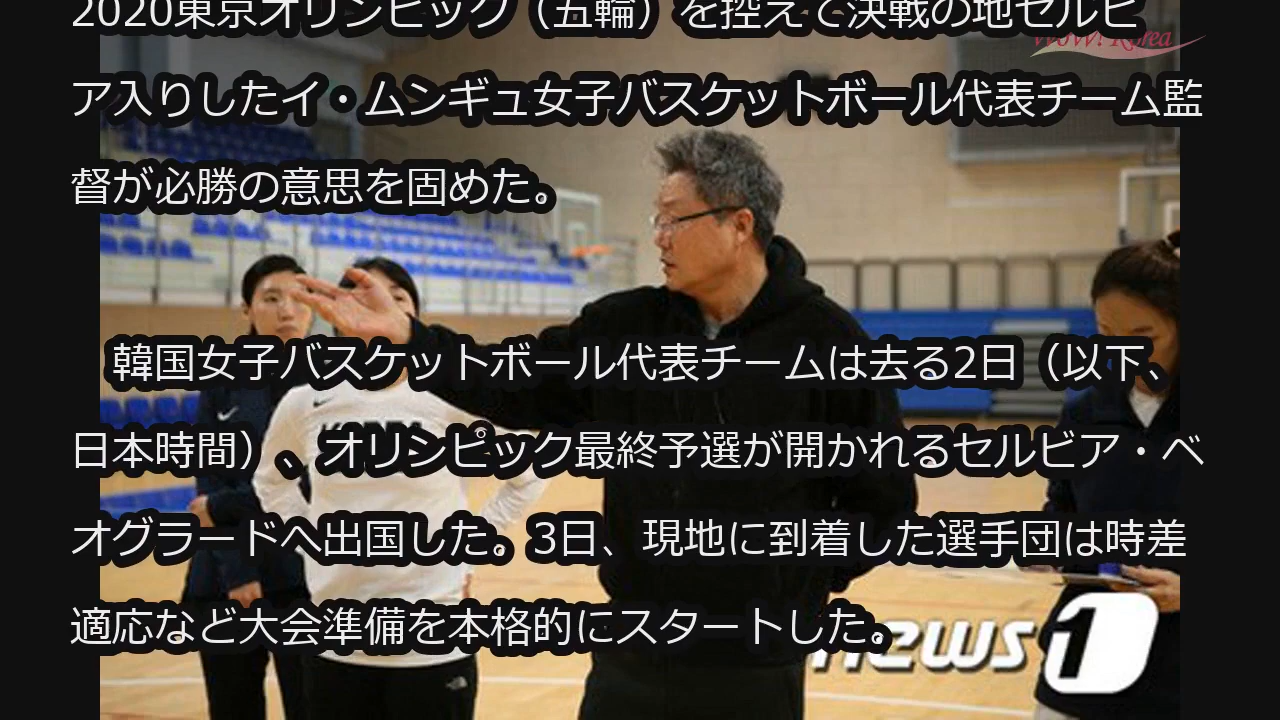 2020東京オリンピック（五輪）を控えて決戦の地セルビ
WoW! Korea
ア入りしたイ・ムンギュ女子バスケットボール代表チーム監
督が必勝の意思を固めた。
韓国女子バスケットボール代表チームは去る2日（以下、
日本時間）、オリンピック最終予選が開かれるセルビア・ベ
オグラードへ出国した。3日、現地に到着した選手団は時差
適応など大会準備を本格的にスタートした。
news1